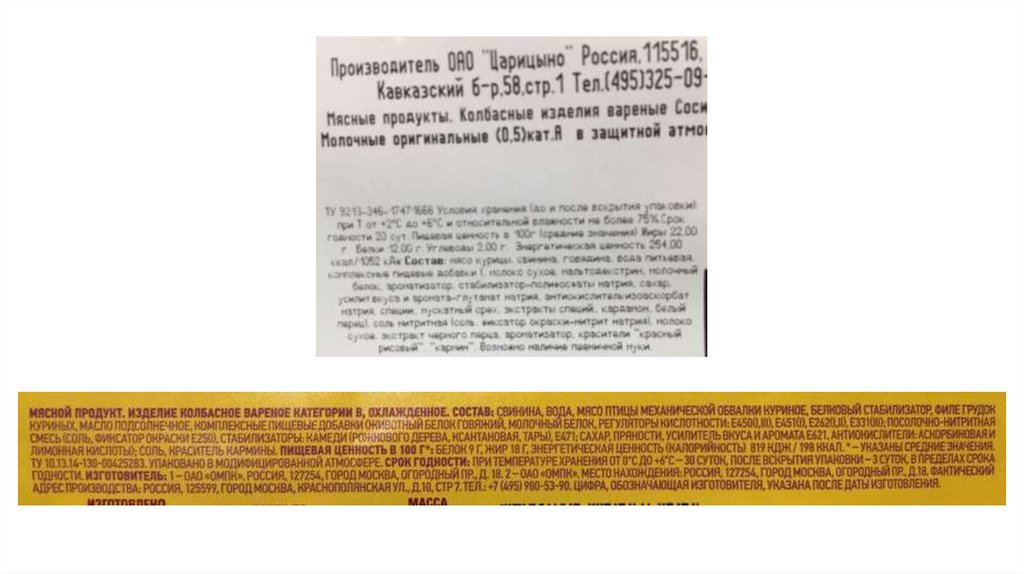 Производитель ОАО "Царицыно" Россия, 115516,
Кавказский б-р,58,стр.1 Тел.(495)325-09-
Мясные продукты. Колбасные изделия вареные Соси
Молочные оригинальные (0,5)кат.А в защитной атмо
ТУ 9213-346-1747 1666 Условия хранения (до и после вскрытия упаковки):
при Т от +2°С до +6°С и относительной влажности не более 75%.Срок
годности 20 сут. Пищевая ценность в 100г (средние значения) Жиры 22.00
г Белки 12.00 г Углеводы 2.00 г. Энергетическая ценность 254.00
ккал/1052 кДж Состав: мясо курицы, свинина, говядина, вода питьевая,
комплексные пищевые добавки ( молоко сухое, мальтодекстрин, молочный
белок, ароматизатор, стабилизатор-полифосфаты натрия, сахар,
усилит.вкуса и аромата-глутамат натрия, антиокислительизоаскорбат
натрия, специи, мускатный орех, экстракты специй, кардамон, белый
перец), соль нитритная (соль, фиксатор окраски-нитрит натрия), молоко
сухое, экстракт черного перца, ароматизатор, красители "красный
рисовый", "кармин". Возможно наличие пшеничной муки.
МЯСНОЙ ПРОДУКТ. ИЗДЕЛИЕ КОЛБАСНОЕ ВАРЕНОЕ КАТЕГОРИИ В, ОХЛАЖДЕННОЕ. СОСТАВ: СВИНИНА, ВОДА, МЯСО ПТИЦЫ МЕХАНИЧЕСКОЙ ОБВАЛКИ КУРИНОЕ, БЕЛКОВЫЙ СТАБИЛИЗАТОР, ФИЛЕ ГРУДОК
КУРИНЫХ, МАСЛО ПОДСОЛНЕЧНОЕ, КОМПЛЕКСНЫЕ ПИЩЕВЫЕ ДОБАВКИ (ЖИВОТНЫЙ БЕЛОК ГОВЯЖИЙ, МОЛОЧНЫЙ БЕЛОК, РЕГУЛЯТОРЫ КИСЛОТНОСТИ: Е450(I,III), Е451(I), Е262(I,II), Е331(III)); ПОСОЛОЧНО-НИТРИТНАЯ
СМЕСЬ (СОЛЬ, ФИКСАТОР ОКРАСКИ Е250), СТАБИЛИЗАТОРЫ: КАМЕДИ (РОЖКОВОГО ДЕРЕВА, КСАНТАНОВАЯ, ТАРЫ), Е471; САХАР, ПРЯНОСТИ, УСИЛИТЕЛЬ ВКУСА И АРОМАТА Е621, АНТИОКИСЛИТЕЛИ: АСКОРБИНОВАЯ И
ЛИМОННАЯ КИСЛОТЫ); СОЛЬ, КРАСИТЕЛЬ КАРМИНЫ. ПИЩЕВАЯ ЦЕННОСТЬ В 100 Г*: БЕЛОК 9 Г, ЖИР 18 Г, ЭНЕРГЕТИЧЕСКАЯ ЦЕННОСТЬ (КАЛОРИЙНОСТЬ) 819 КДЖ / 198 ККАЛ. * — УКАЗАНЫ СРЕДНИЕ ЗНАЧЕНИЯ.
ТУ 10.13.14-130-00425283. УПАКОВАНО В МОДИФИЦИРОВАННОЙ АТМОСФЕРЕ. СРОК ГОДНОСТИ: ПРИ ТЕМПЕРАТУРЕ ХРАНЕНИЯ ОТ 0°С ДО +6°С — 30 СУТОК, ПОСЛЕ ВСКРЫТИЯ УПАКОВКИ – 3 СУТОК, В ПРЕДЕЛАХ СРОКА
ГОДНОСТИ. ИЗГОТОВИТЕЛЬ: 1 – ОАО «ОМПК», РОССИЯ, 127254, ГОРОД МОСКВА, ОГОРОДНЫЙ ПР., Д. 18. 2 – ОАО «ОМПК», МЕСТО НАХОЖДЕНИЯ: РОССИЯ, 127254, ГОРОД МОСКВА, ОГОРОДНЫЙ ПР., Д.18. ФАКТИЧЕСКИЙ
АДРЕС ПРОИЗВОДСТВА: РОССИЯ, 125599, ГОРОД МОСКВА, КРАСНОПОЛЯНСКАЯ УЛ., Д.10, СТР 7. ТЕЛ.: +7 (495) 980-53-90. ЦИФРА, ОБОЗНАЧАЮЩАЯ ИЗГОТОВИТЕЛЯ, УКАЗАНА ПОСЛЕ ДАТЫ ИЗГОТОВЛЕНИЯ.
ИЗГОТОВЛЕНО МАССА